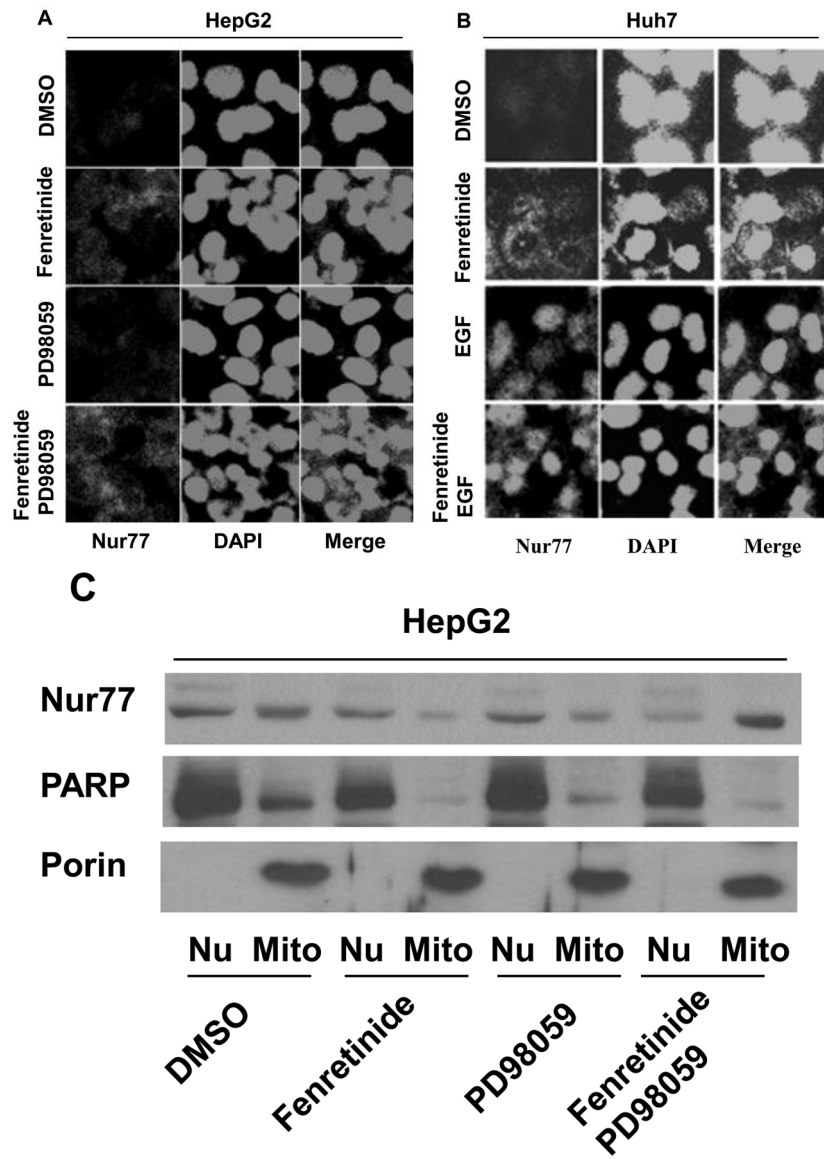 A
HepG2
DMSO
Fenretinide
PD98059
Fenretinide
PD98059
Nur77 DAPI Merge
B
Huh7
DMSO
Fenretinide
EGF
Fenretinide
EGF
Nur77 DAPI Merge
C
HepG2
Nur77
PARP
Porin
Nu Mito Nu Mito Nu Mito Nu Mito
DMSO
Fenretinide
PD98059
Fenretinide
PD98059